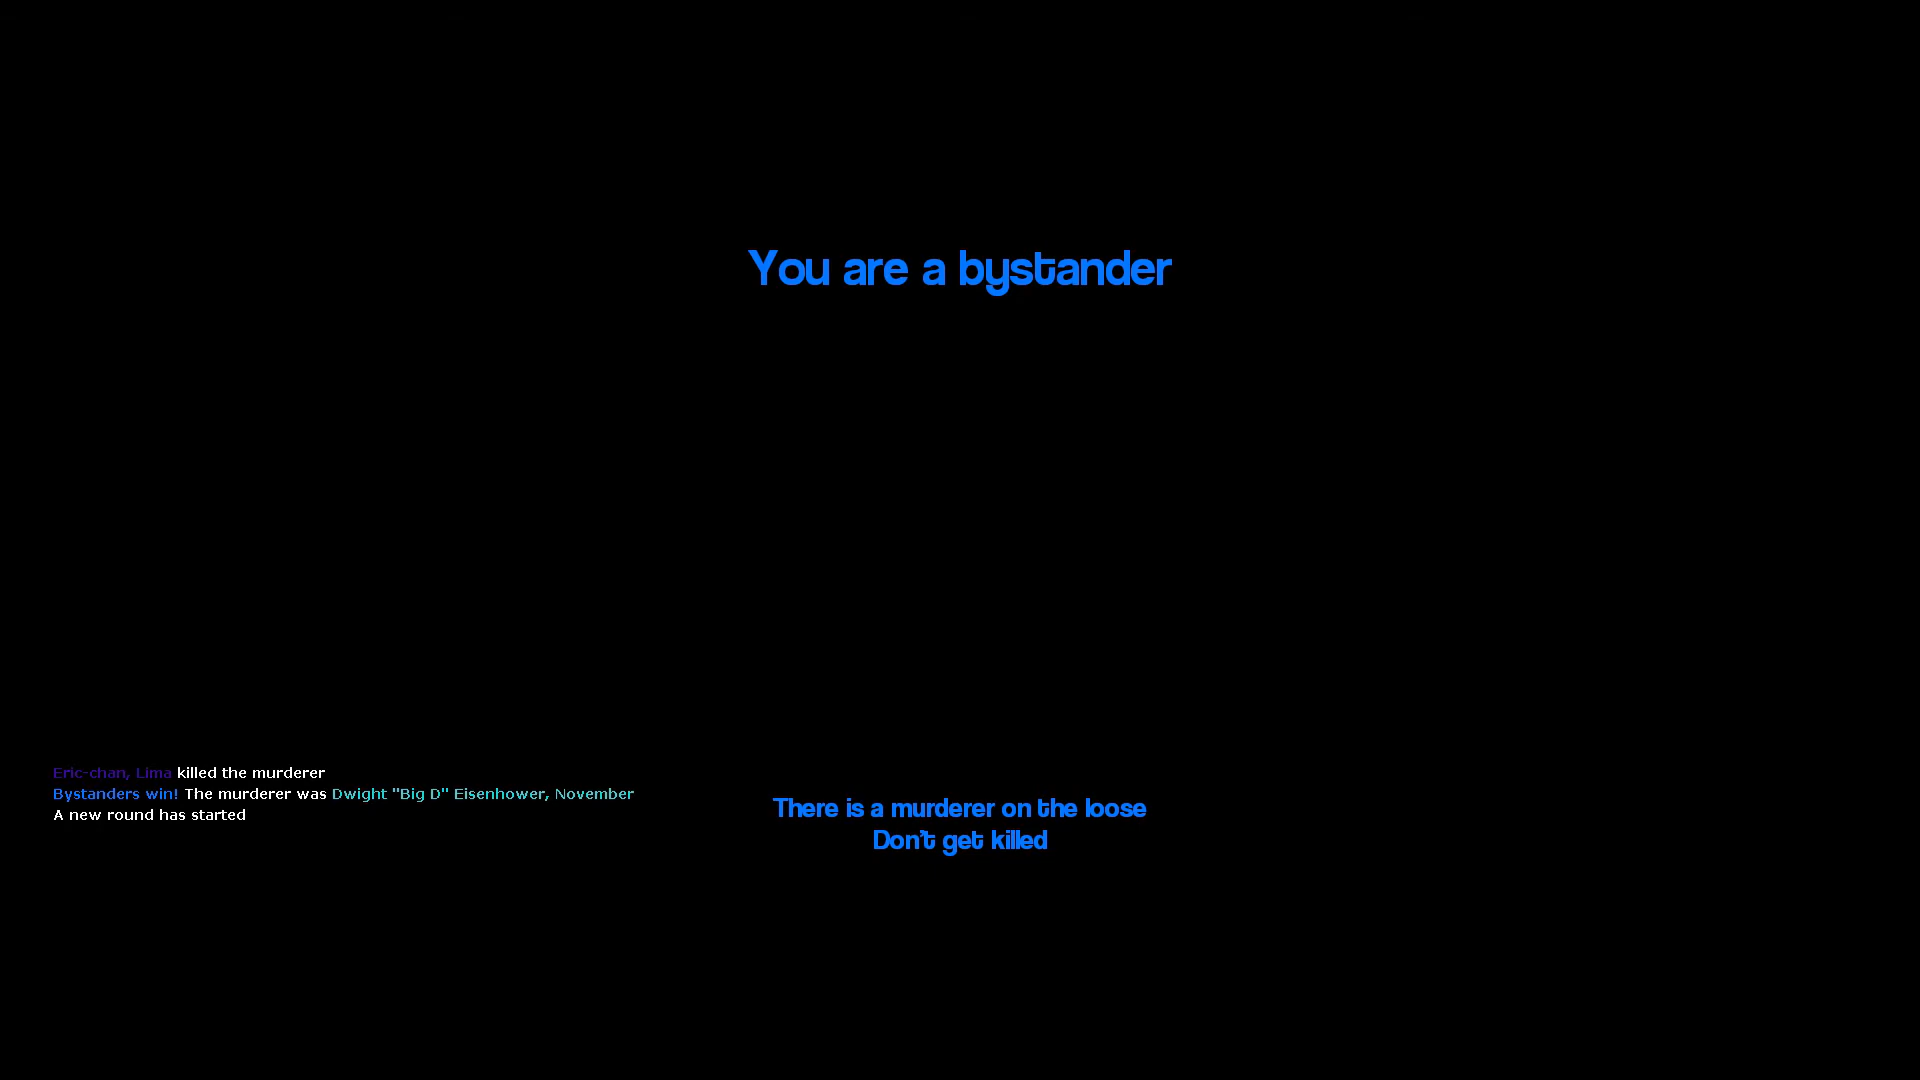 You are a bystander
Eric-chan, Lima killed the murderer
Bystanders win! The murderer was Dwight "Big D" Eisenhower, November
A new round has started
There is a murderer on the loose
Don't get killed